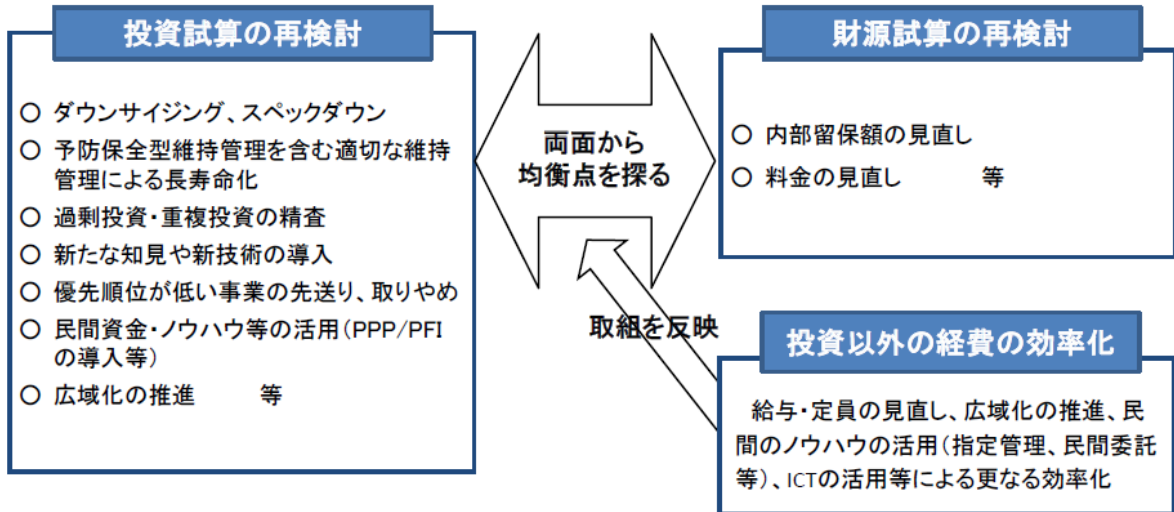 投資試算の再検討
○ ダウンサイジング、スペックダウン
○ 予防保全型維持管理を含む適切な維持
管理による長寿命化
○ 過剰投資・重複投資の精査
○ 新たな知見や新技術の導入
○ 優先順位が低い事業の先送り、取りやめ
○ 民間資金・ノウハウ等の活用(PPP/PFI
の導入等)
○ 広域化の推進　　等
両面から
均衡点を探る
財源試算の再検討
○ 内部留保額の見直し
○ 料金の見直し　　等
取組を反映
投資以外の経費の効率化
給与・定員の見直し、広域化の推進、民
間のノウハウの活用(指定管理、民間委託
等)、ICTの活用等による更なる効率化